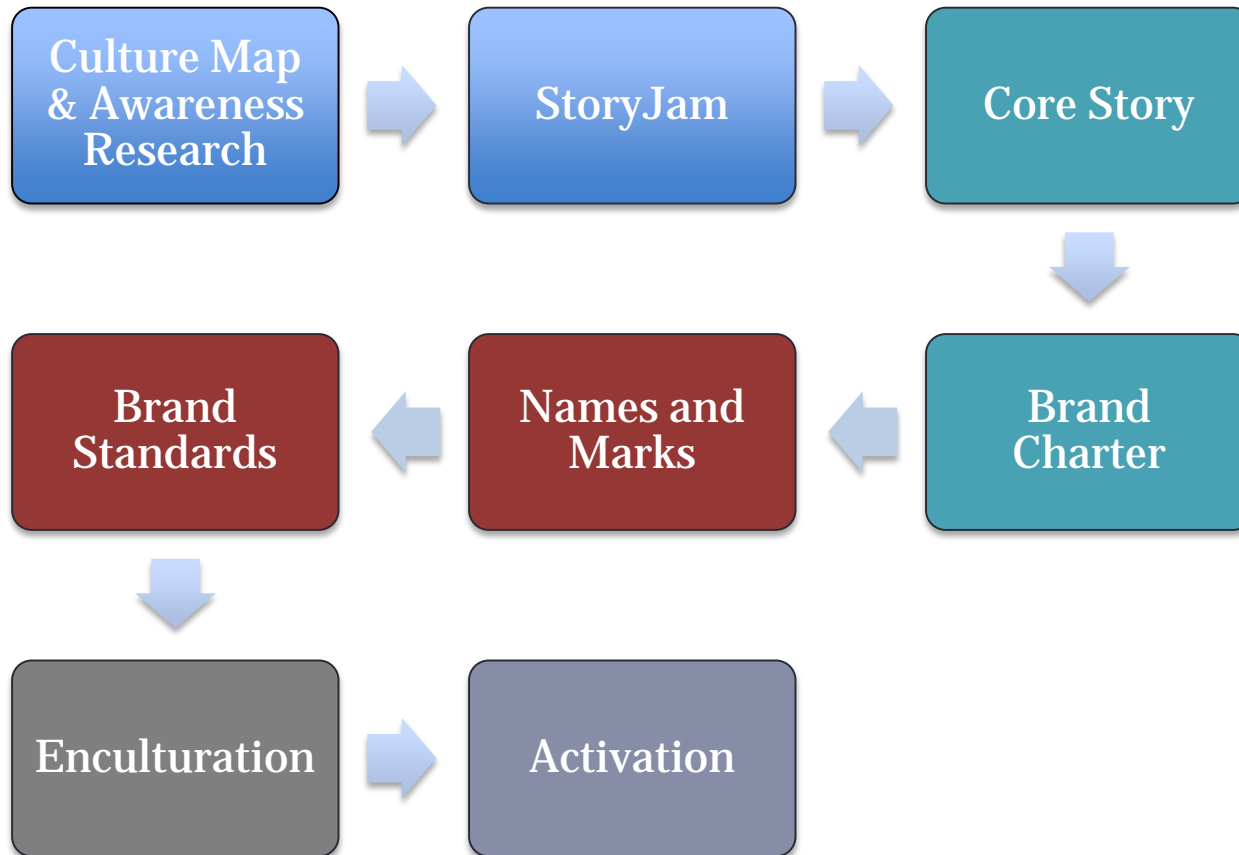 Culture Map
& Awareness
Research
StoryJam
Core Story
Brand
Standards
Names and
Marks
Brand
Charter
Enculturation
Activation